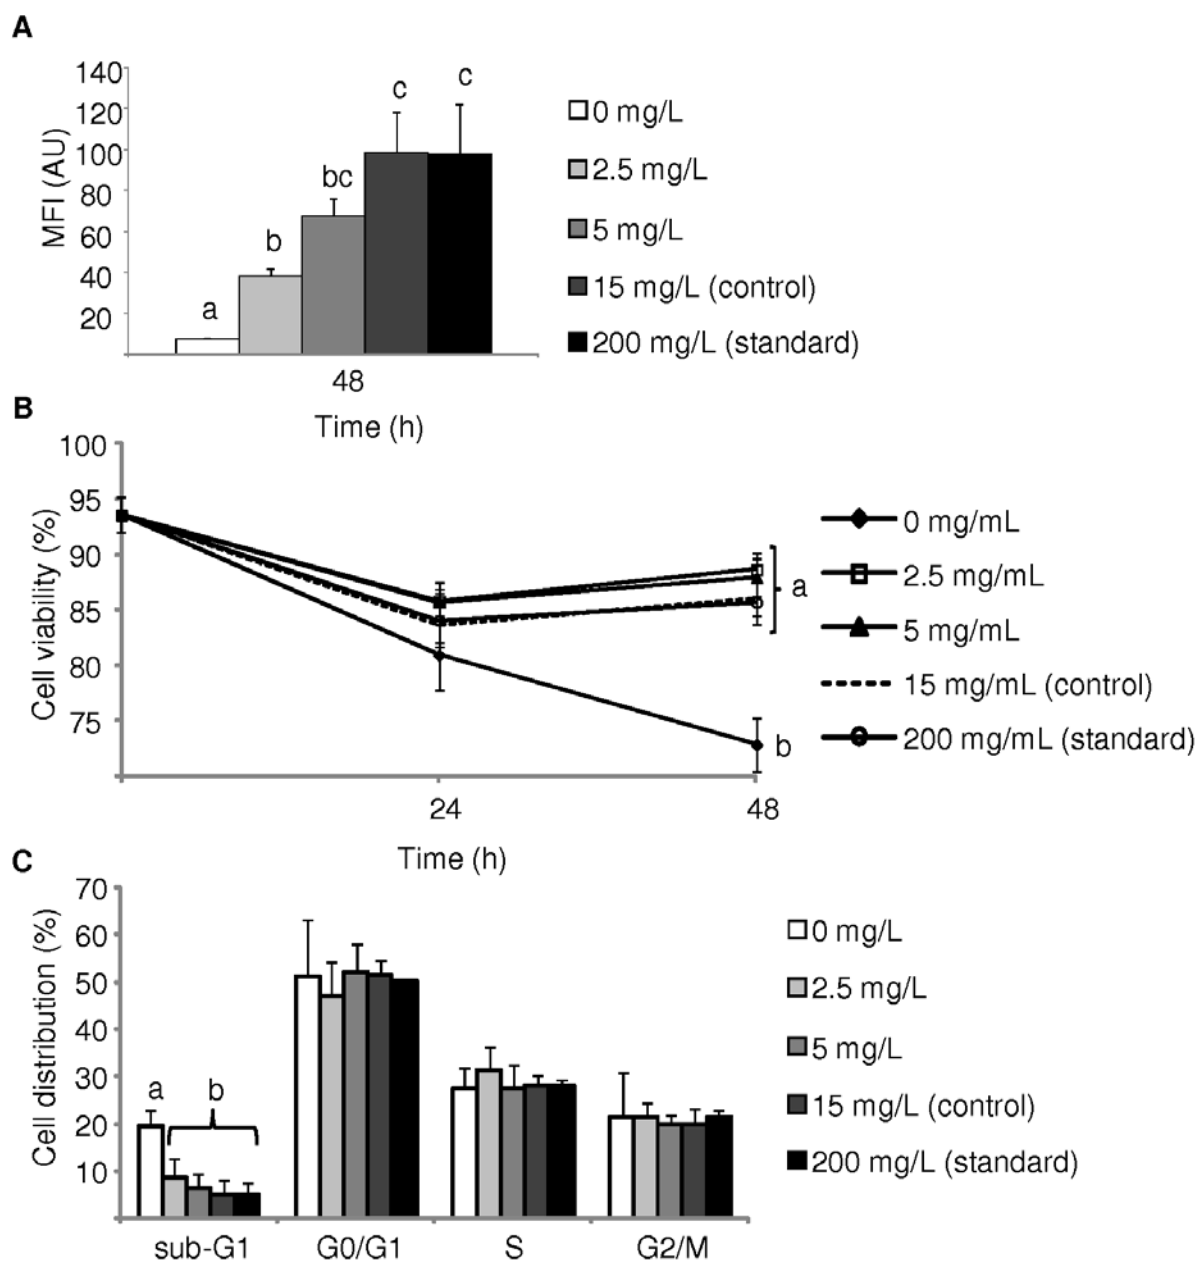 A
140
120
100
80
60
40
20
MFI (AU)
a
b
bc
c
c
48
Time (h)
0 mg/L
2.5 mg/L
5 mg/L
15 mg/L (control)
200 mg/L (standard)
B
100
95
90
85
80
75
Cell viability (%)
a
b
24
48
Time (h)
0 mg/mL
2.5 mg/mL
5 mg/mL
15 mg/mL (control)
200 mg/mL (standard)
C
70
60
50
40
30
20
10
Cell distribution (%)
a
b
sub-G1
G0/G1
S
G2/M
0 mg/L
2.5 mg/L
5 mg/L
15 mg/L (control)
200 mg/L (standard)